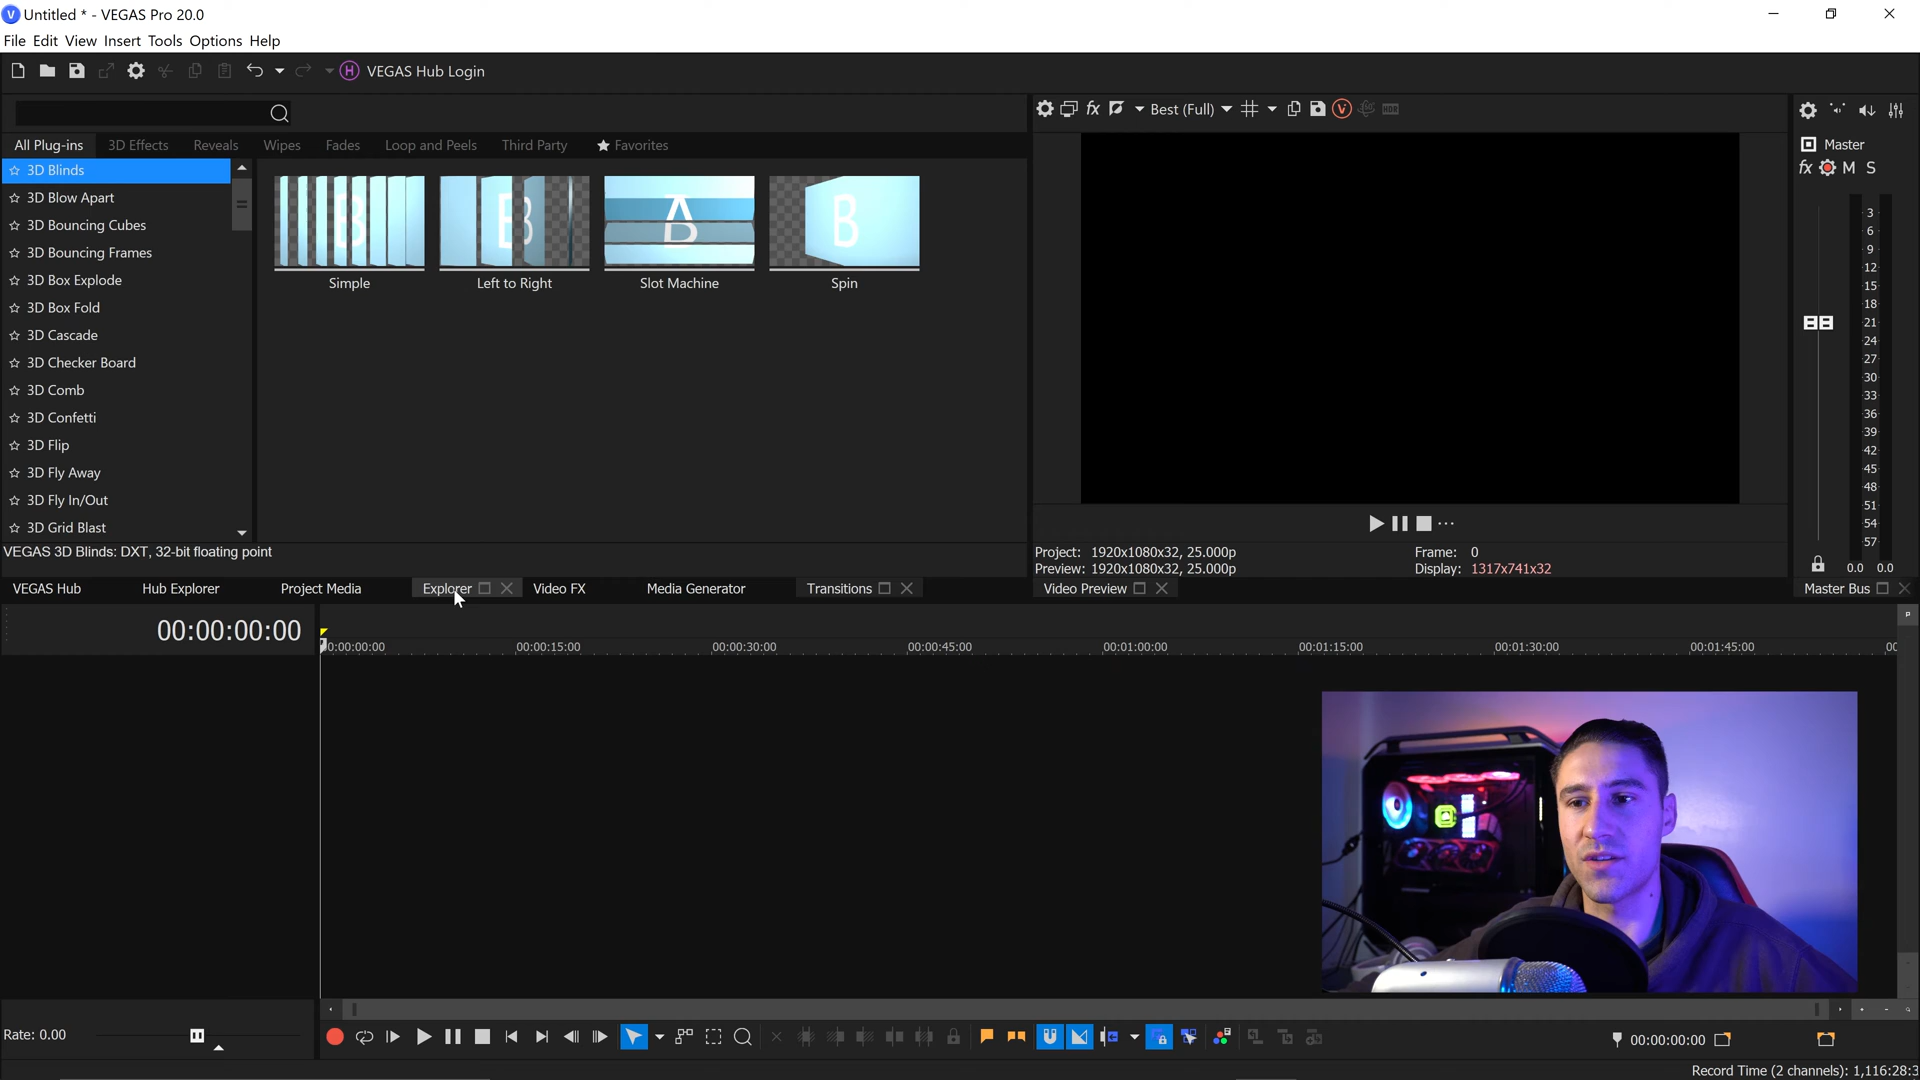 Untitled * - VEGAS Pro 20.0
File Edit View Insert Tools Options Help
VEGAS Hub Login
Best (Full)
All Plug-ins 3D Effects Reveals Wipes Fades Loop and Peels Third Party Favorites
Master
fx M S
3D Blinds
3D Blow Apart
3D Bouncing Cubes
3D Bouncing Frames
3D Box Explode
3D Box Fold
3D Cascade
3D Checker Board
3D Comb
3D Confetti
3D Flip
3D Fly Away
3D Fly In/Out
3D Grid Blast
Simple Left to Right Slot Machine Spin
3
6
9
12
15
18
21
24
27
30
33
36
39
42
45
48
51
54
57
0.0 0.0
VEGAS 3D Blinds: DXT, 32-bit floating point
Project: 1920x1080x32, 25.000p Frame: 0
Preview: 1920x1080x32, 25.000p Display: 1317x741x32
VEGAS Hub Hub Explorer Project Media Explorer Video FX Media Generator Transitions Video Preview Master Bus
00:00:00:00
0:00:00:00 00:00:15:00 00:00:30:00 00:00:45:00 00:01:00:00 00:01:15:00 00:01:30:00 00:01:45:00 00
Rate: 0.00
00:00:00:00
Record Time (2 channels): 1,116:28:3